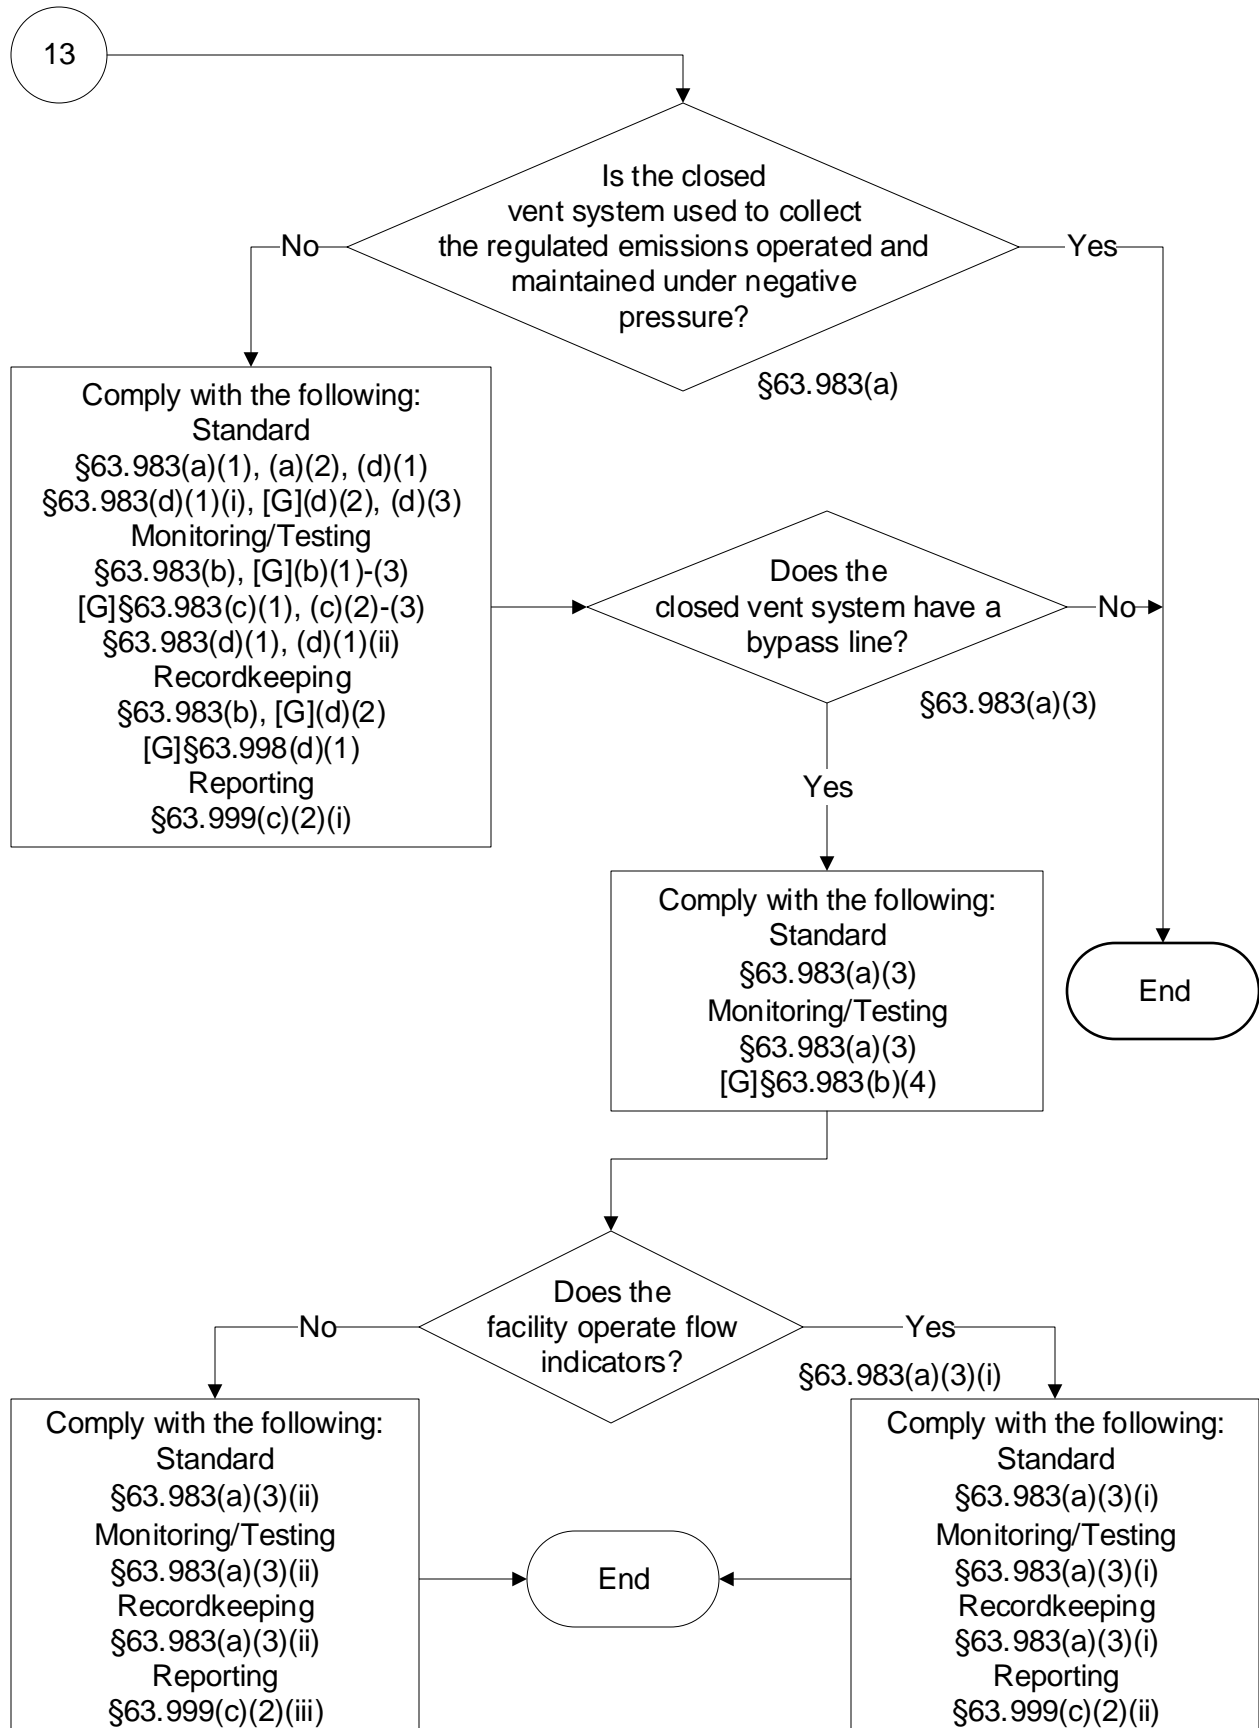 13
Is the closed
vent system used to collect
the regulated emissions operated and
maintained under negative
pressure?
No
Yes
§63.983(a)
Comply with the following:
Standard
§63.983(a)(1), (a)(2), (d)(1)
§63.983(d)(1)(i), [G](d)(2), (d)(3)
Monitoring/Testing
§63.983(b), [G](b)(1)-(3)
[G]§63.983(c)(1), (c)(2)-(3)
§63.983(d)(1), (d)(1)(ii)
Recordkeeping
§63.983(b), [G](d)(2)
[G]§63.998(d)(1)
Reporting
§63.999(c)(2)(i)
Does the
closed vent system have a
bypass line?
No
§63.983(a)(3)
Yes
Comply with the following:
Standard
§63.983(a)(3)
Monitoring/Testing
§63.983(a)(3)
[G]§63.983(b)(4)
End
Does the
facility operate flow
indicators?
No
Yes
§63.983(a)(3)(i)
Comply with the following:
Standard
§63.983(a)(3)(ii)
Monitoring/Testing
§63.983(a)(3)(ii)
Recordkeeping
§63.983(a)(3)(ii)
Reporting
§63.999(c)(2)(iii)
End
Comply with the following:
Standard
§63.983(a)(3)(i)
Monitoring/Testing
§63.983(a)(3)(i)
Recordkeeping
§63.983(a)(3)(i)
Reporting
§63.999(c)(2)(ii)